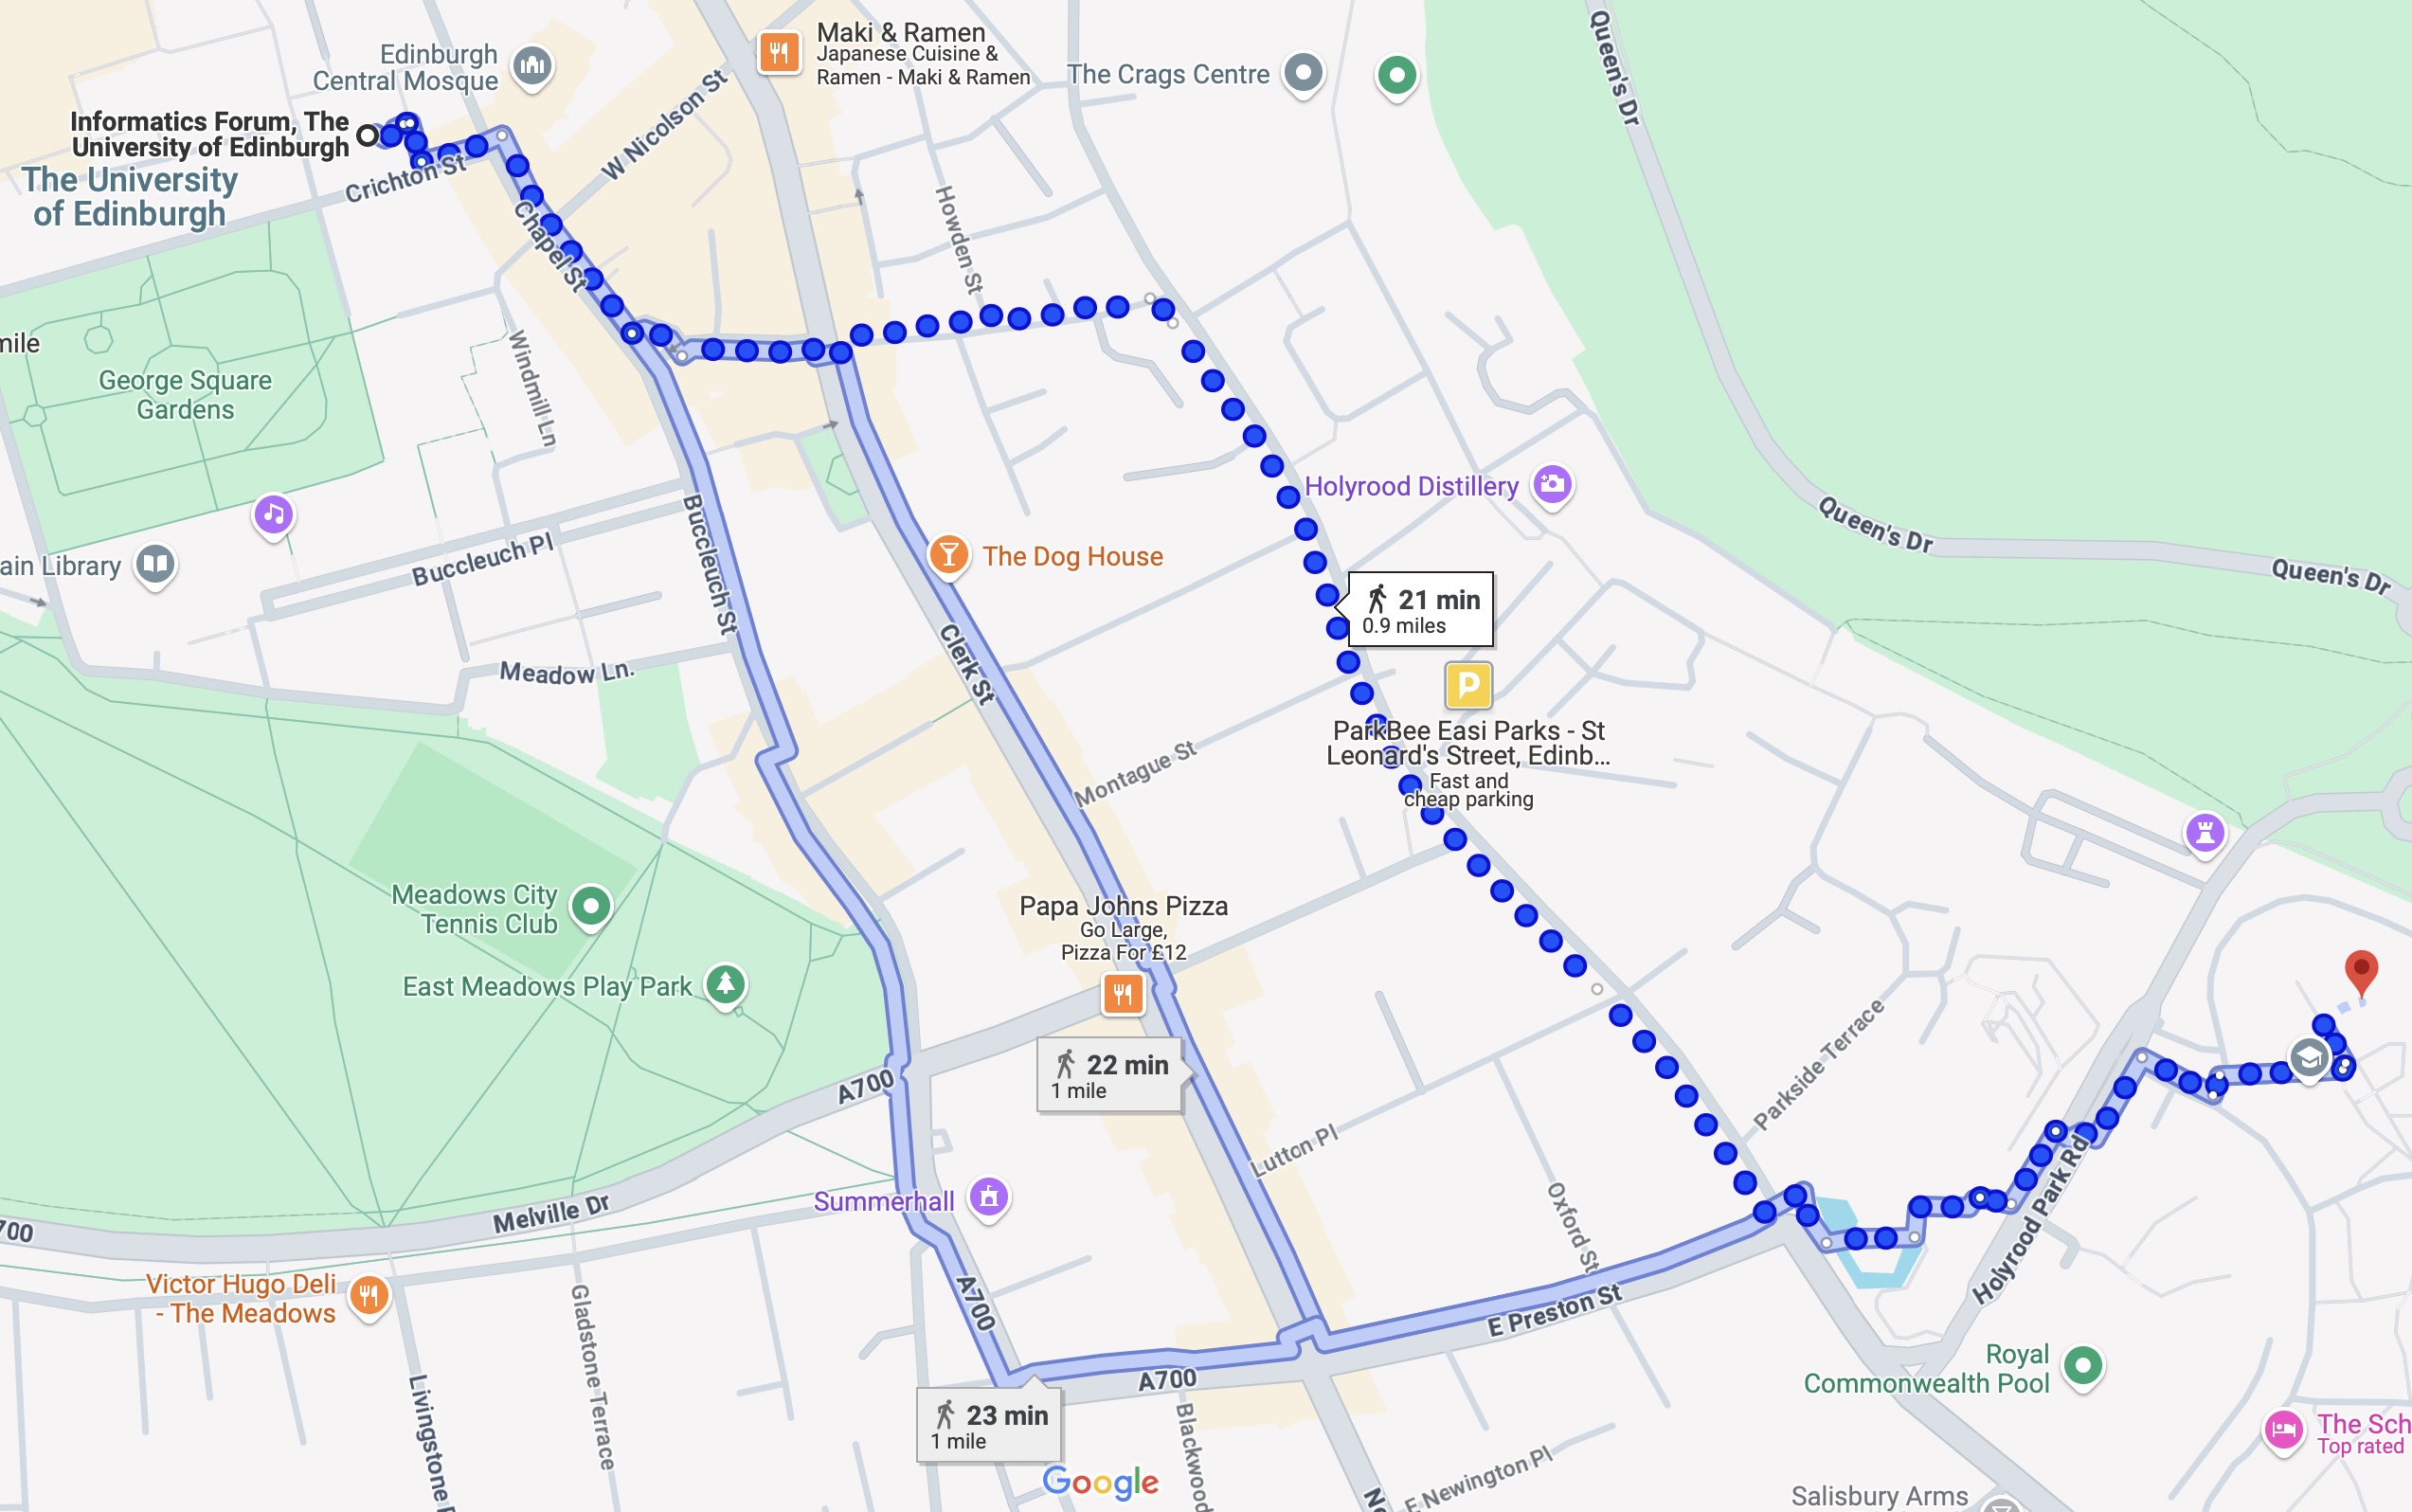 Maki & Ramen
Japanese Cuisine &
Ramen - Maki & Ramen
Edinburgh
Central Mosque
The Crags Centre
Queen's Dr
Informatics Forum, The
University of Edinburgh
The University
of Edinburgh
Crichton St
W Nicolson St
Chapel St
Howden St
mile
George Square
Gardens
Windmill Ln
Holyrood Distillery
Queen's Dr
Queen's Dr
ain Library
Buccleuch Pl
Buccleuch St
The Dog House
21 min
0.9 miles
Meadow Ln.
Clerk St
ParkBee Easi Parks - St
Leonard's Street, Edinb...
Fast and
cheap parking
Montague St
Meadows City
Tennis Club
Papa Johns Pizza
Go Large,
Pizza For £12
East Meadows Play Park
A700
22 min
1 mile
Parkside Terrace
Lutton Pl
Summerhall
Melville Dr
700
Oxford St
Holyrood Park Rd
Victor Hugo Deli
- The Meadows
A700
Gladstone Terrace
E Preston St
Royal
Commonwealth Pool
A700
23 min
1 mile
Livingstone
Blackwood
The Sch
Top rated
Google
E Newington Pl
Salisbury Arms